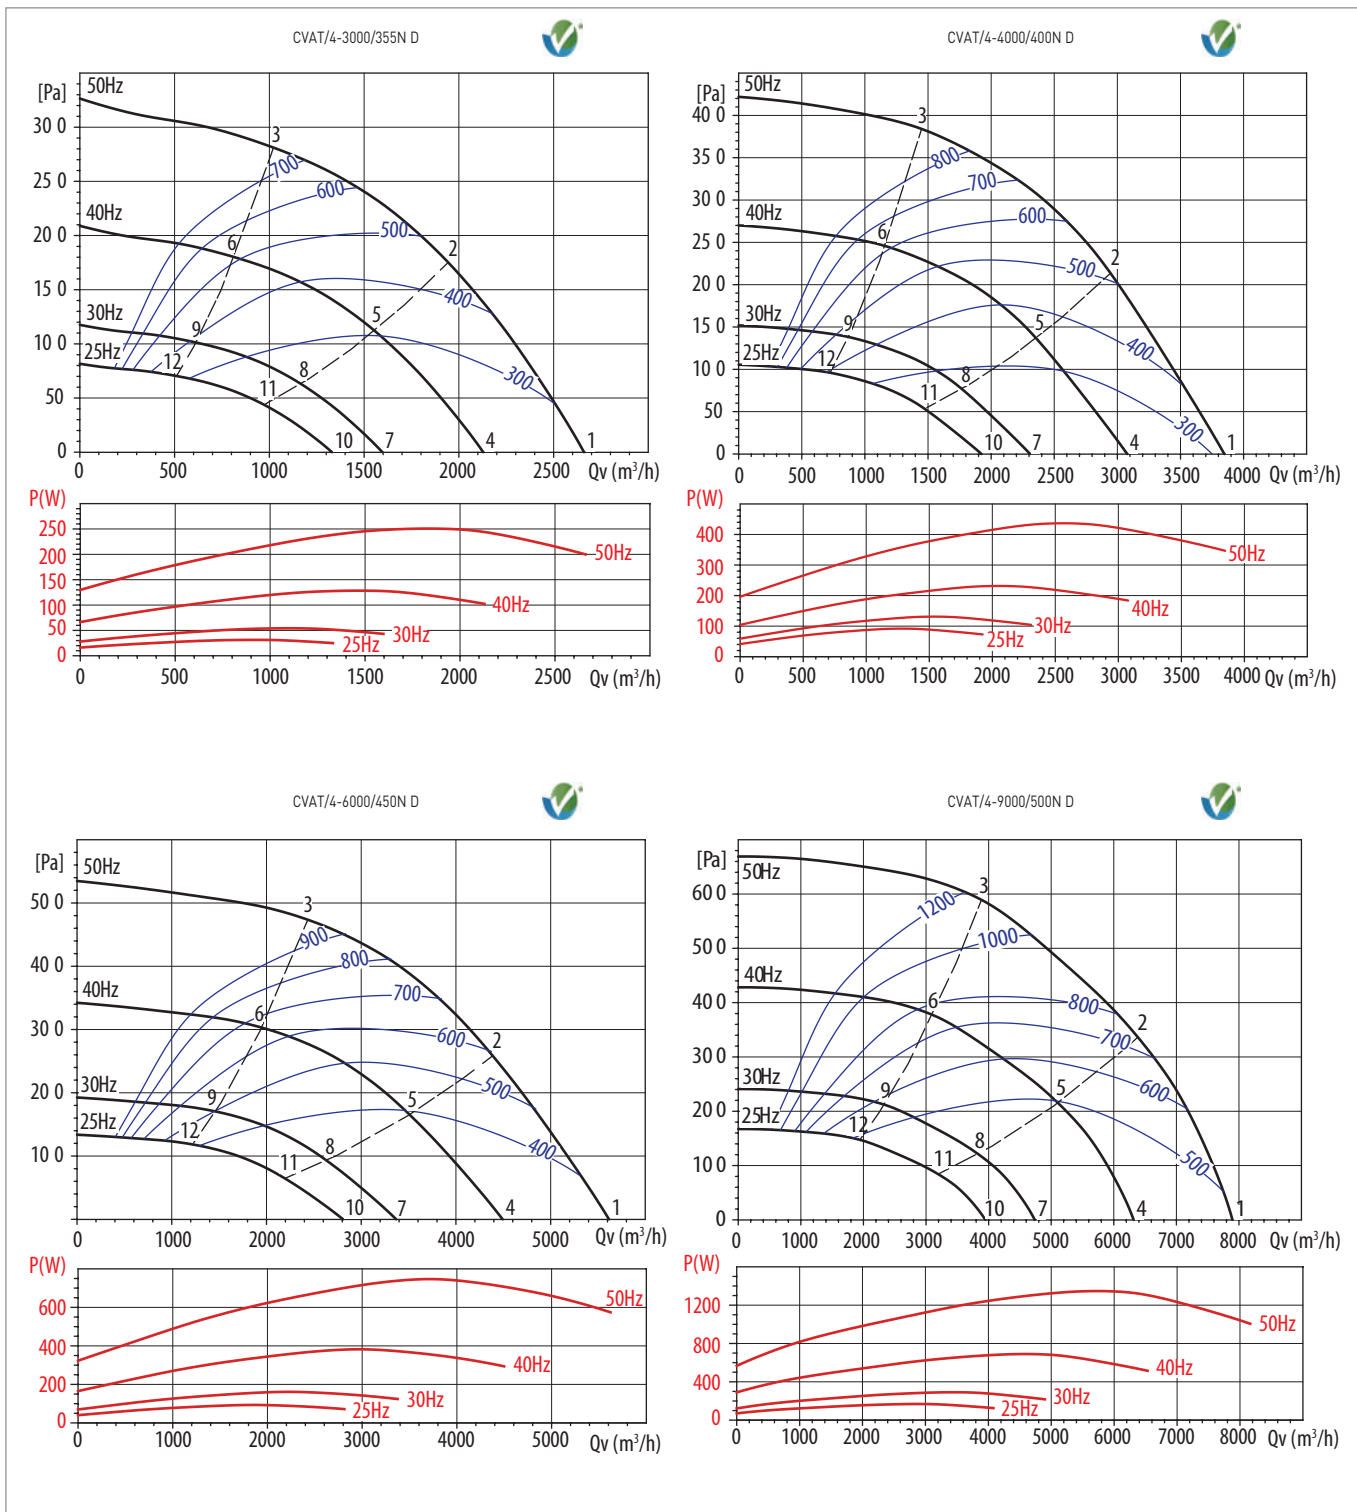 CVAT/4-3000/355N D
[Pa]
50Hz
30 0
25 0
20 0
15 0
10 0
50
0
40Hz
30Hz
25Hz
700
600
500
400
300
3
6
9
12
2
5
8
11
10
7
4
1
0 500 1000 1500 2000 2500 Qv (m³/h)
P(W)
250
200
150
100
50
0
50Hz
40Hz
30Hz
25Hz
0 500 1000 1500 2000 2500 Qv (m³/h)
CVAT/4-4000/400N D
[Pa]
50Hz
40 0
35 0
30 0
25 0
20 0
15 0
10 0
50
0
40Hz
30Hz
25Hz
800
700
600
500
400
300
3
6
9
12
2
5
8
11
10
7
4
1
0 500 1000 1500 2000 2500 3000 3500 4000 Qv (m³/h)
P(W)
400
300
200
100
0
50Hz
40Hz
30Hz
25Hz
0 500 1000 1500 2000 2500 3000 3500 4000 Qv (m³/h)
CVAT/4-6000/450N D
[Pa]
50Hz
50 0
40 0
30 0
20 0
10 0
40Hz
30Hz
25Hz
900
800
700
600
500
400
3
6
9
12
2
5
8
11
10
7
4
1
0 1000 2000 3000 4000 5000 Qv (m³/h)
P(W)
600
400
200
0
50Hz
40Hz
30Hz
25Hz
0 1000 2000 3000 4000 5000 Qv (m³/h)
CVAT/4-9000/500N D
[Pa]
50Hz
60 0
50 0
40 0
30 0
20 0
10 0
0
40Hz
30Hz
25Hz
1200
1000
800
700
600
500
3
6
9
12
2
5
8
11
10
7
4
1
0 1000 2000 3000 4000 5000 6000 7000 8000 Qv (m³/h)
P(W)
1200
800
400
0
50Hz
40Hz
30Hz
25Hz
0 1000 2000 3000 4000 5000 6000 7000 8000 Qv (m³/h)